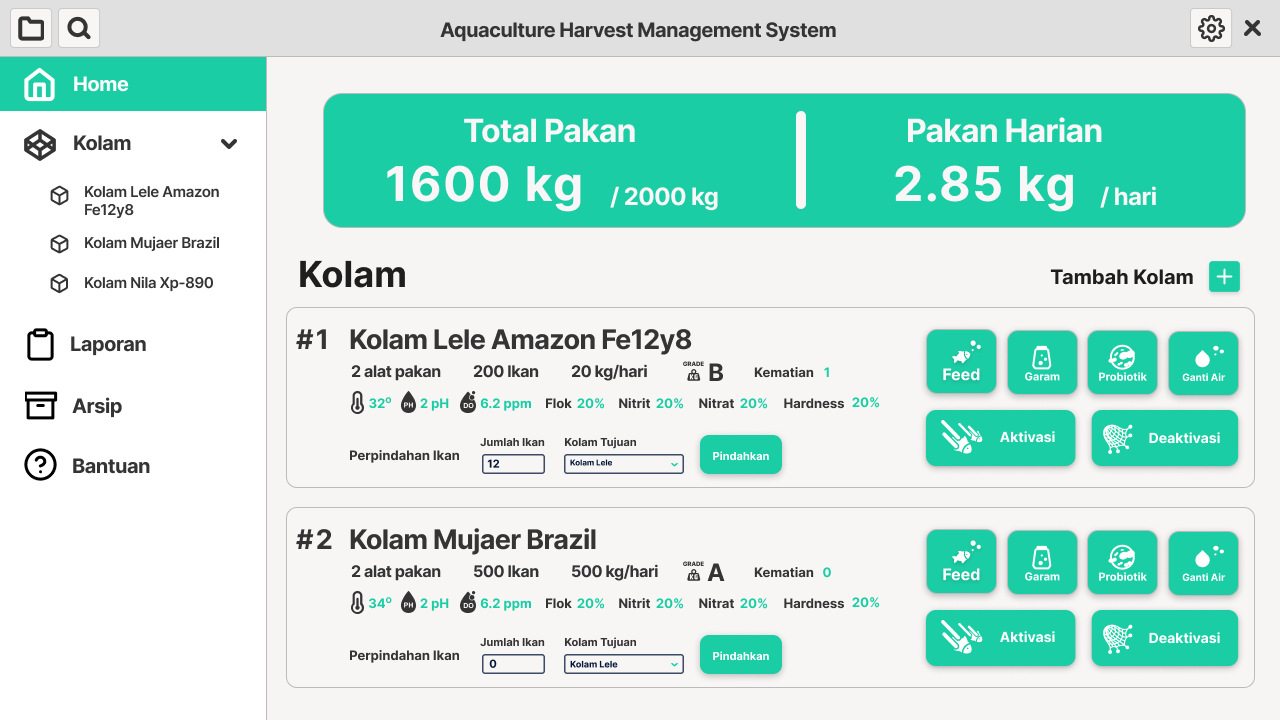 Aquaculture Harvest Management System
Home
Kolam
Kolam Lele Amazon
Fe12y8
Kolam Mujaer Brazil
Kolam Nila Xp-890
Laporan
Arsip
Bantuan
Total Pakan
1600 kg / 2000 kg
Pakan Harian
2.85 kg / hari
Kolam
Tambah Kolam
#1 Kolam Lele Amazon Fe12y8
2 alat pakan 200 Ikan 20 kg/hari GRADE KG B Kematian 1
32º PH 2 pH DO 6.2 ppm Flok 20% Nitrit 20% Nitrat 20% Hardness 20%
Jumlah Ikan Kolam Tujuan
Perpindahan Ikan 12 Kolam Lele Pindahkan
Feed Garam Probiotik Ganti Air
Aktivasi Deaktivasi
#2 Kolam Mujaer Brazil
2 alat pakan 500 Ikan 500 kg/hari GRADE KG A Kematian 0
34º PH 2 pH DO 6.2 ppm Flok 20% Nitrit 20% Nitrat 20% Hardness 20%
Jumlah Ikan Kolam Tujuan
Perpindahan Ikan 0 Kolam Lele Pindahkan
Feed Garam Probiotik Ganti Air
Aktivasi Deaktivasi